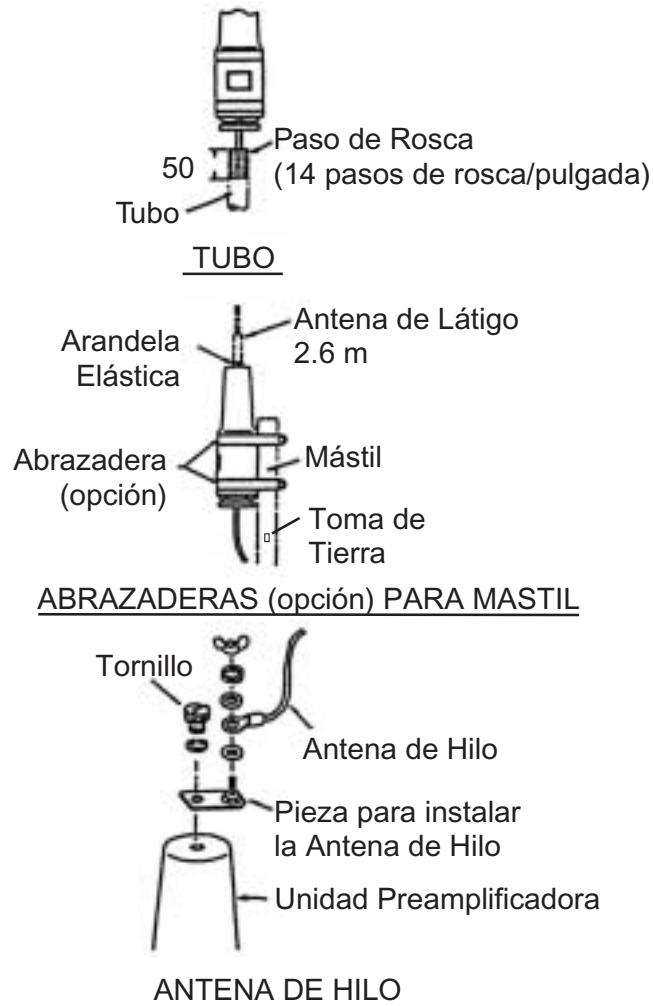 Paso de Rosca
(14 pasos de rosca/pulgada)
50
Tubo
TUBO
Antena de Látigo
2.6 m
Arandela
Elástica
Abrazadera
(opción)
Mástil
Toma de
Tierra
ABRAZADERAS (opción) PARA MASTIL
Tornillo
Antena de Hilo
Pieza para instalar
la Antena de Hilo
Unidad Preamplificadora
ANTENA DE HILO